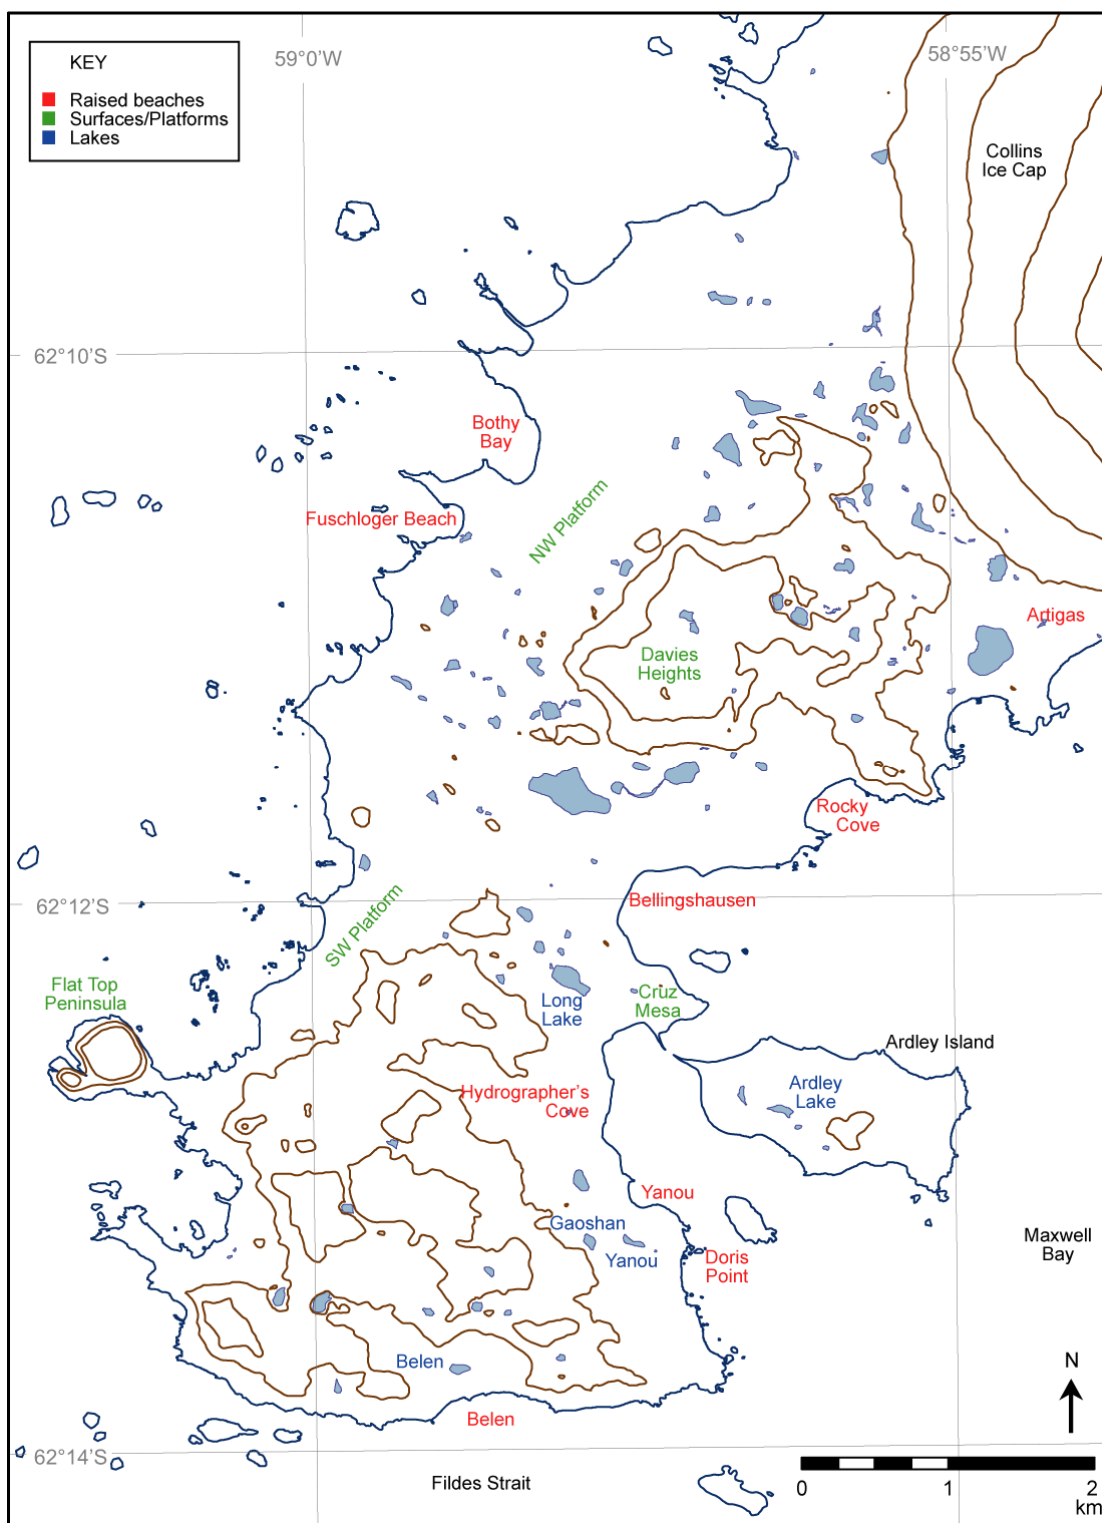 59°0'W
58°55'W
KEY
Raised beaches
Surfaces/Platforms
Lakes
Collins
Ice Cap
62°10'S
Bothy
Bay
Fuschloger Beach
NW Platform
Artigas
Davies
Heights
Rocky
Cove
62°12'S
Bellingshausen
SW Platform
Flat Top
Peninsula
Long
Lake
Cruz
Mesa
Ardley Island
Hydrographer's
Cove
Ardley
Lake
Yanou
Gaoshan
Yanou
Doris
Point
Maxwell
Bay
Belen
Belen
N
62°14'S
Fildes Strait
0 1 2
km